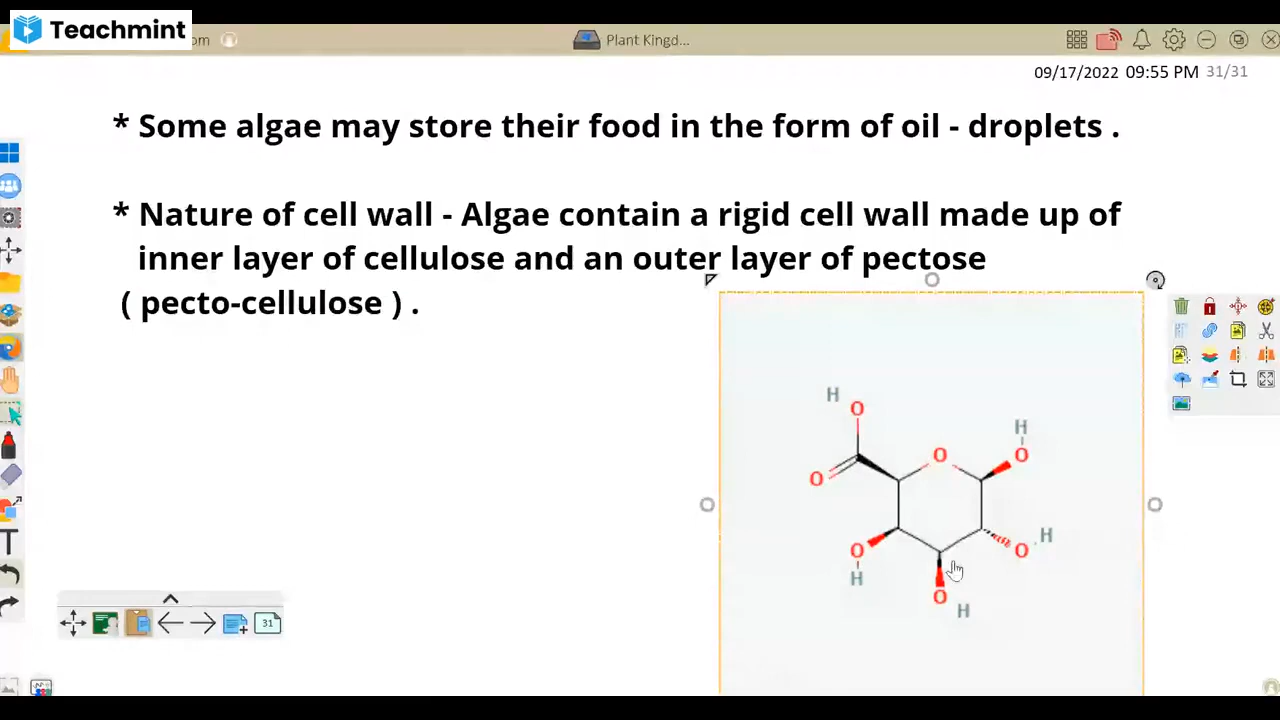 Teachmint
om
Plant Kingd...
09/17/2022 09:55 PM 31/31
* Some algae may store their food in the form of oil - droplets .
* Nature of cell wall - Algae contain a rigid cell wall made up of
inner layer of cellulose and an outer layer of pectose
( pecto-cellulose ) .
H
O
H
O
O
O
O
H
O
O
H
H
O
T
31